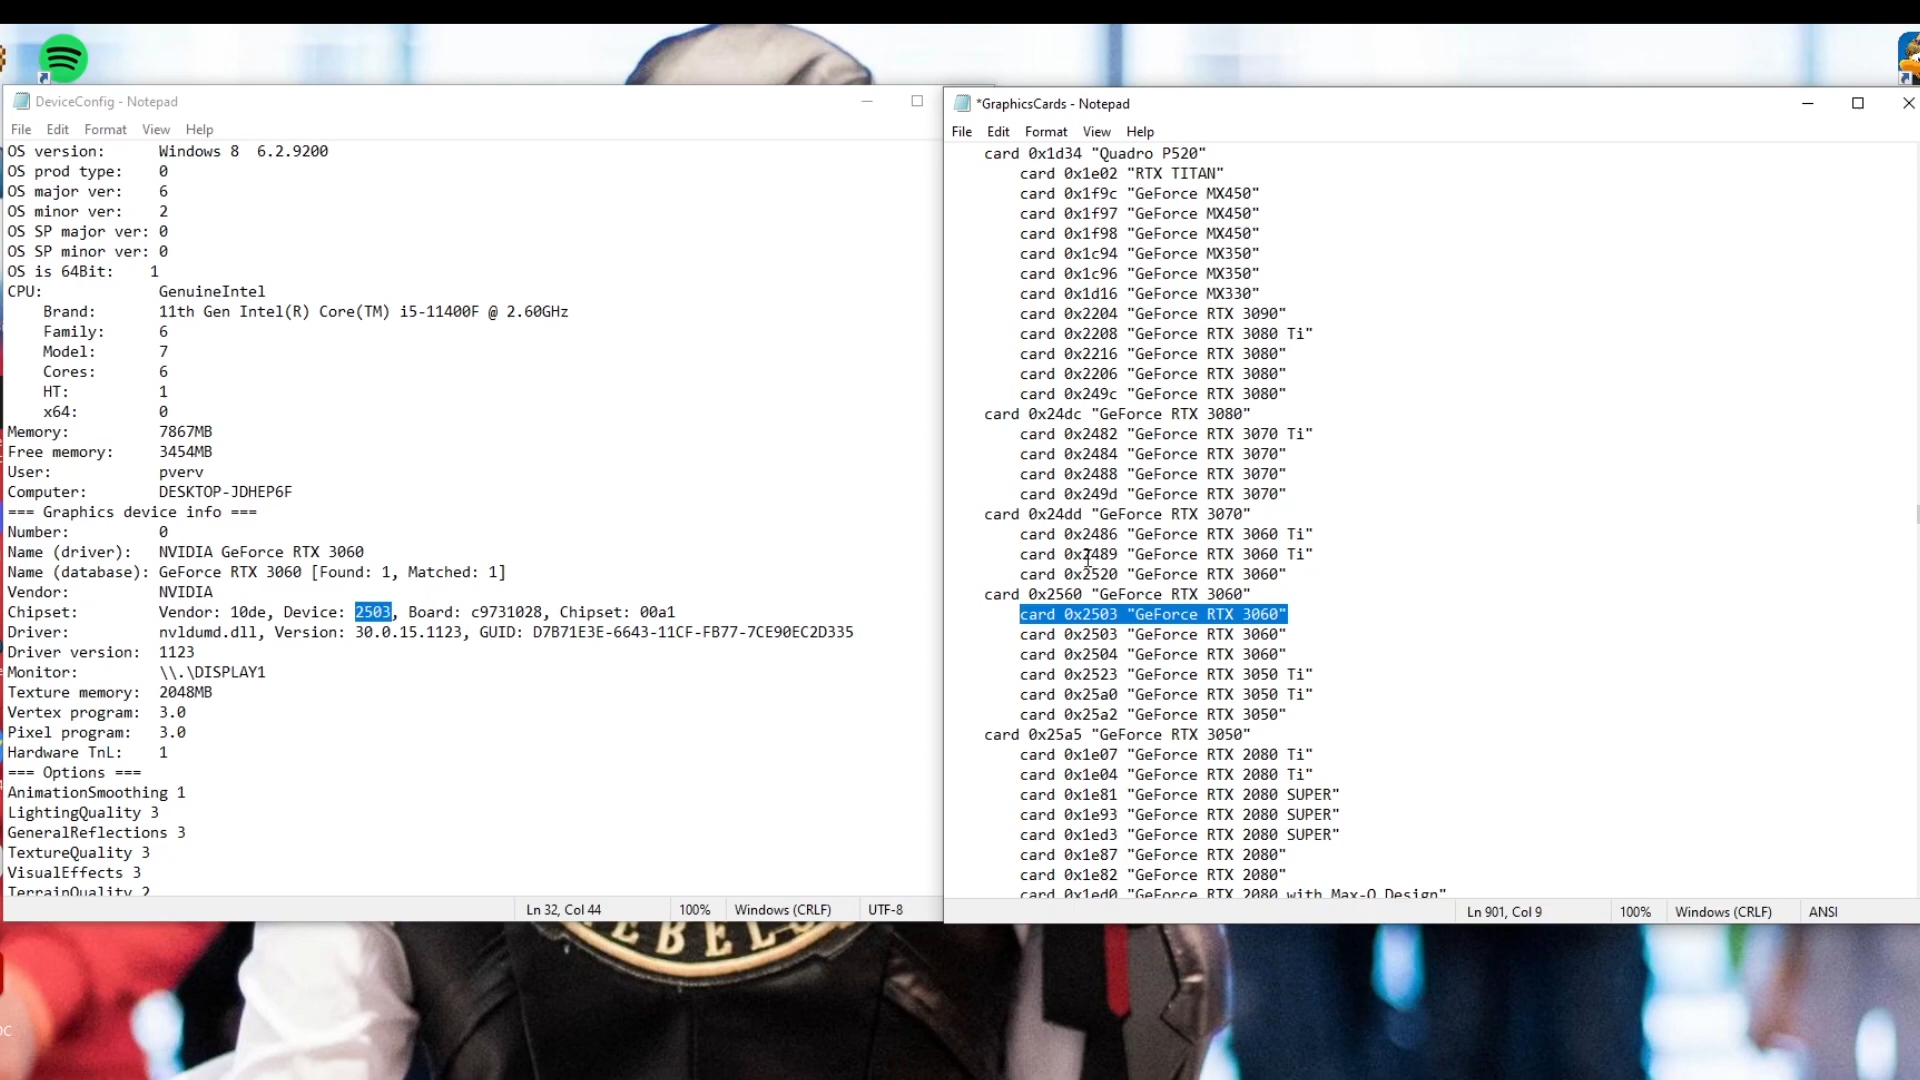 DeviceConfig - Notepad
File Edit Format View Help
OS version: Windows 8 6.2.9200
OS prod type: 0
OS major ver: 6
OS minor ver: 2
OS SP major ver: 0
OS SP minor ver: 0
OS is 64Bit: 1
CPU: GenuineIntel
Brand: 11th Gen Intel(R) Core(TM) i5-11400F @ 2.60GHz
Family: 6
Model: 7
Cores: 6
HT: 1
x64: 0
Memory: 7867MB
Free memory: 3454MB
User: pverv
Computer: DESKTOP-JDHEP6F
=== Graphics device info ===
Number: 0
Name (driver): NVIDIA GeForce RTX 3060
Name (database): GeForce RTX 3060 [Found: 1, Matched: 1]
Vendor: NVIDIA
Chipset: Vendor: 10de, Device: 2503, Board: c9731028, Chipset: 00a1
Driver: nvldumd.dll, Version: 30.0.15.1123, GUID: D7B71E3E-6643-11CF-FB77-7CE90EC2D335
Driver version: 1123
Monitor: \\.\DISPLAY1
Texture memory: 2048MB
Vertex program: 3.0
Pixel program: 3.0
Hardware TnL: 1
=== Options ===
AnimationSmoothing 1
LightingQuality 3
GeneralReflections 3
TextureQuality 3
VisualEffects 3
TerrainQuality 2
Ln 32, Col 44 100% Windows (CRLF) UTF-8
*GraphicsCards - Notepad
File Edit Format View Help
card 0x1d34 "Quadro P520"
card 0x1e02 "RTX TITAN"
card 0x1f9c "GeForce MX450"
card 0x1f97 "GeForce MX450"
card 0x1f98 "GeForce MX450"
card 0x1c94 "GeForce MX350"
card 0x1c96 "GeForce MX350"
card 0x1d16 "GeForce MX330"
card 0x2204 "GeForce RTX 3090"
card 0x2208 "GeForce RTX 3080 Ti"
card 0x2216 "GeForce RTX 3080"
card 0x2206 "GeForce RTX 3080"
card 0x249c "GeForce RTX 3080"
card 0x24dc "GeForce RTX 3080"
card 0x2482 "GeForce RTX 3070 Ti"
card 0x2484 "GeForce RTX 3070"
card 0x2488 "GeForce RTX 3070"
card 0x249d "GeForce RTX 3070"
card 0x24dd "GeForce RTX 3070"
card 0x2486 "GeForce RTX 3060 Ti"
card 0x2489 "GeForce RTX 3060 Ti"
card 0x2520 "GeForce RTX 3060"
card 0x2560 "GeForce RTX 3060"
card 0x2503 "GeForce RTX 3060"
card 0x2503 "GeForce RTX 3060"
card 0x2504 "GeForce RTX 3060"
card 0x2523 "GeForce RTX 3050 Ti"
card 0x25a0 "GeForce RTX 3050 Ti"
card 0x25a2 "GeForce RTX 3050"
card 0x25a5 "GeForce RTX 3050"
card 0x1e07 "GeForce RTX 2080 Ti"
card 0x1e04 "GeForce RTX 2080 Ti"
card 0x1e81 "GeForce RTX 2080 SUPER"
card 0x1e93 "GeForce RTX 2080 SUPER"
card 0x1ed3 "GeForce RTX 2080 SUPER"
card 0x1e87 "GeForce RTX 2080"
card 0x1e82 "GeForce RTX 2080"
card 0x1ed0 "GeForce RTX 2080 with Max-Q Design"
Ln 901, Col 9 100% Windows (CRLF) ANSI